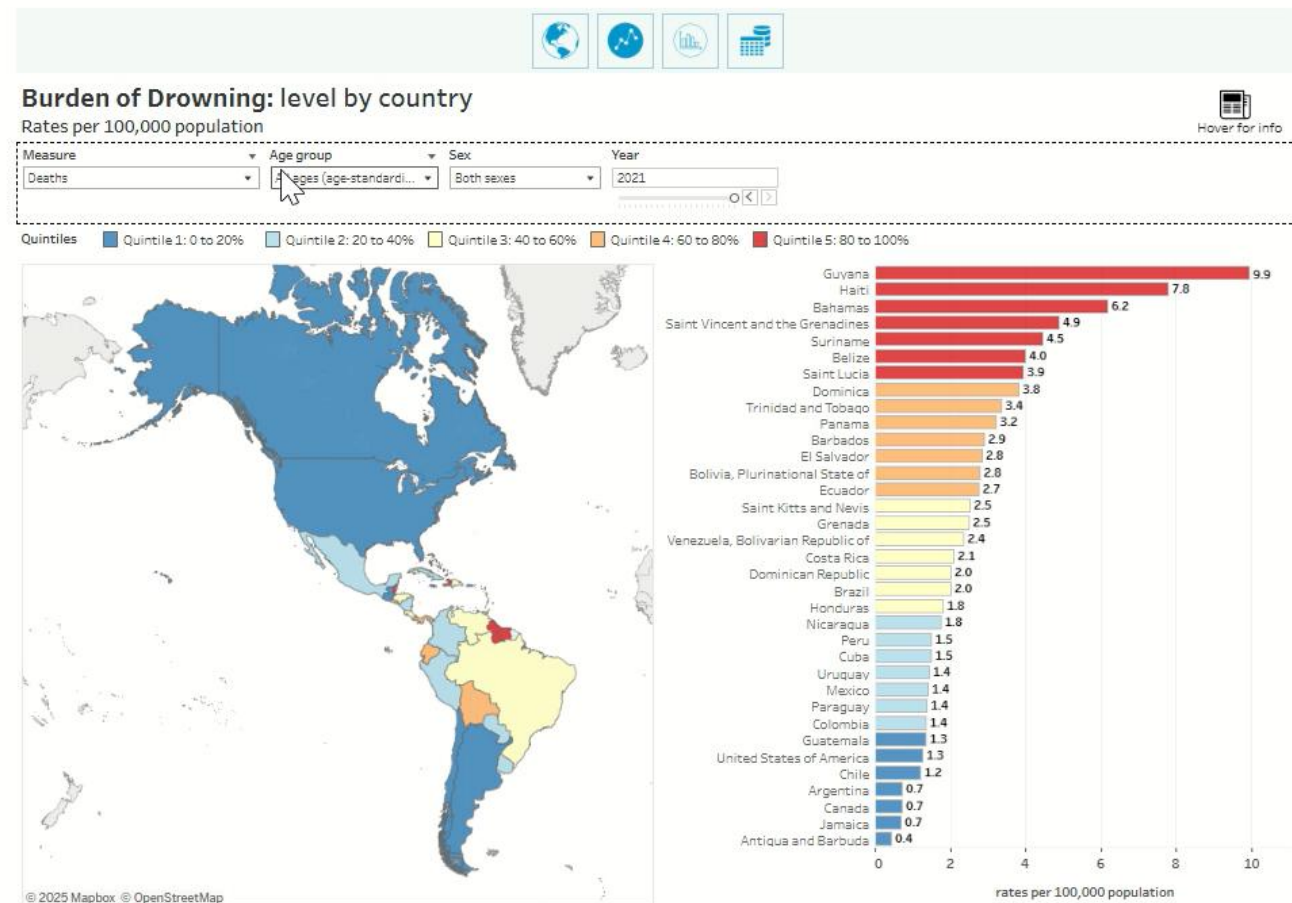 Burden of Drowning: level by country
Rates per 100,000 population
Hover for info
Measure Age group Sex Year
Deaths ages (age-standardi... Both sexes 2021
Quintiles Quintile 1: 0 to 20% Quintile 2: 20 to 40% Quintile 3: 40 to 60% Quintile 4: 60 to 80% Quintile 5: 80 to 100%
Guyana 9.9
Haiti 7.8
Bahamas 6.2
Saint Vincent and the Grenadines 4.9
Suriname 4.5
Belize 4.0
Saint Lucia 3.9
Dominica 3.8
Trinidad and Tobago 3.4
Panama 3.2
Barbados 2.9
El Salvador 2.8
Bolivia, Plurinational State of 2.8
Ecuador 2.7
Saint Kitts and Nevis 2.5
Grenada 2.5
Venezuela, Bolivarian Republic of 2.4
Costa Rica 2.1
Dominican Republic 2.0
Brazil 2.0
Honduras 1.8
Nicaragua 1.8
Peru 1.5
Cuba 1.5
Uruguay 1.4
Mexico 1.4
Paraguay 1.4
Colombia 1.4
Guatemala 1.3
United States of America 1.3
Chile 1.2
Argentina 0.7
Canada 0.7
Jamaica 0.7
Antigua and Barbuda 0.4
0 2 4 6 8 10
rates per 100,000 population
© 2025 Mapbox © OpenStreetMap